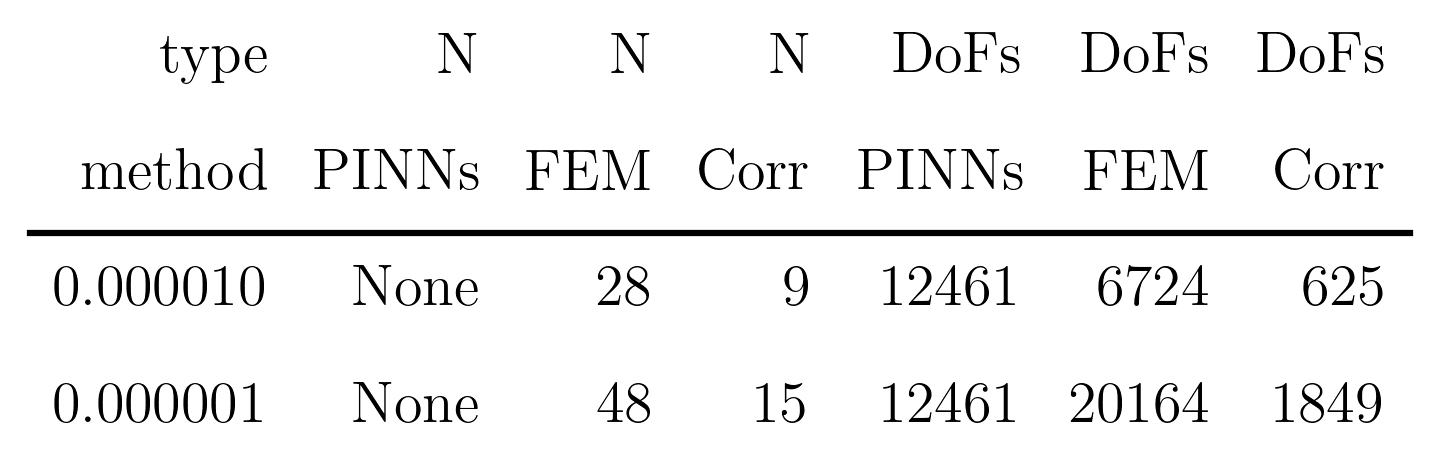 type N N N DoFs DoFs DoFs
method PINNs FEM Corr PINNs FEM Corr
0.000010 None 28 9 12461 6724 625
0.000001 None 48 15 12461 20164 1849